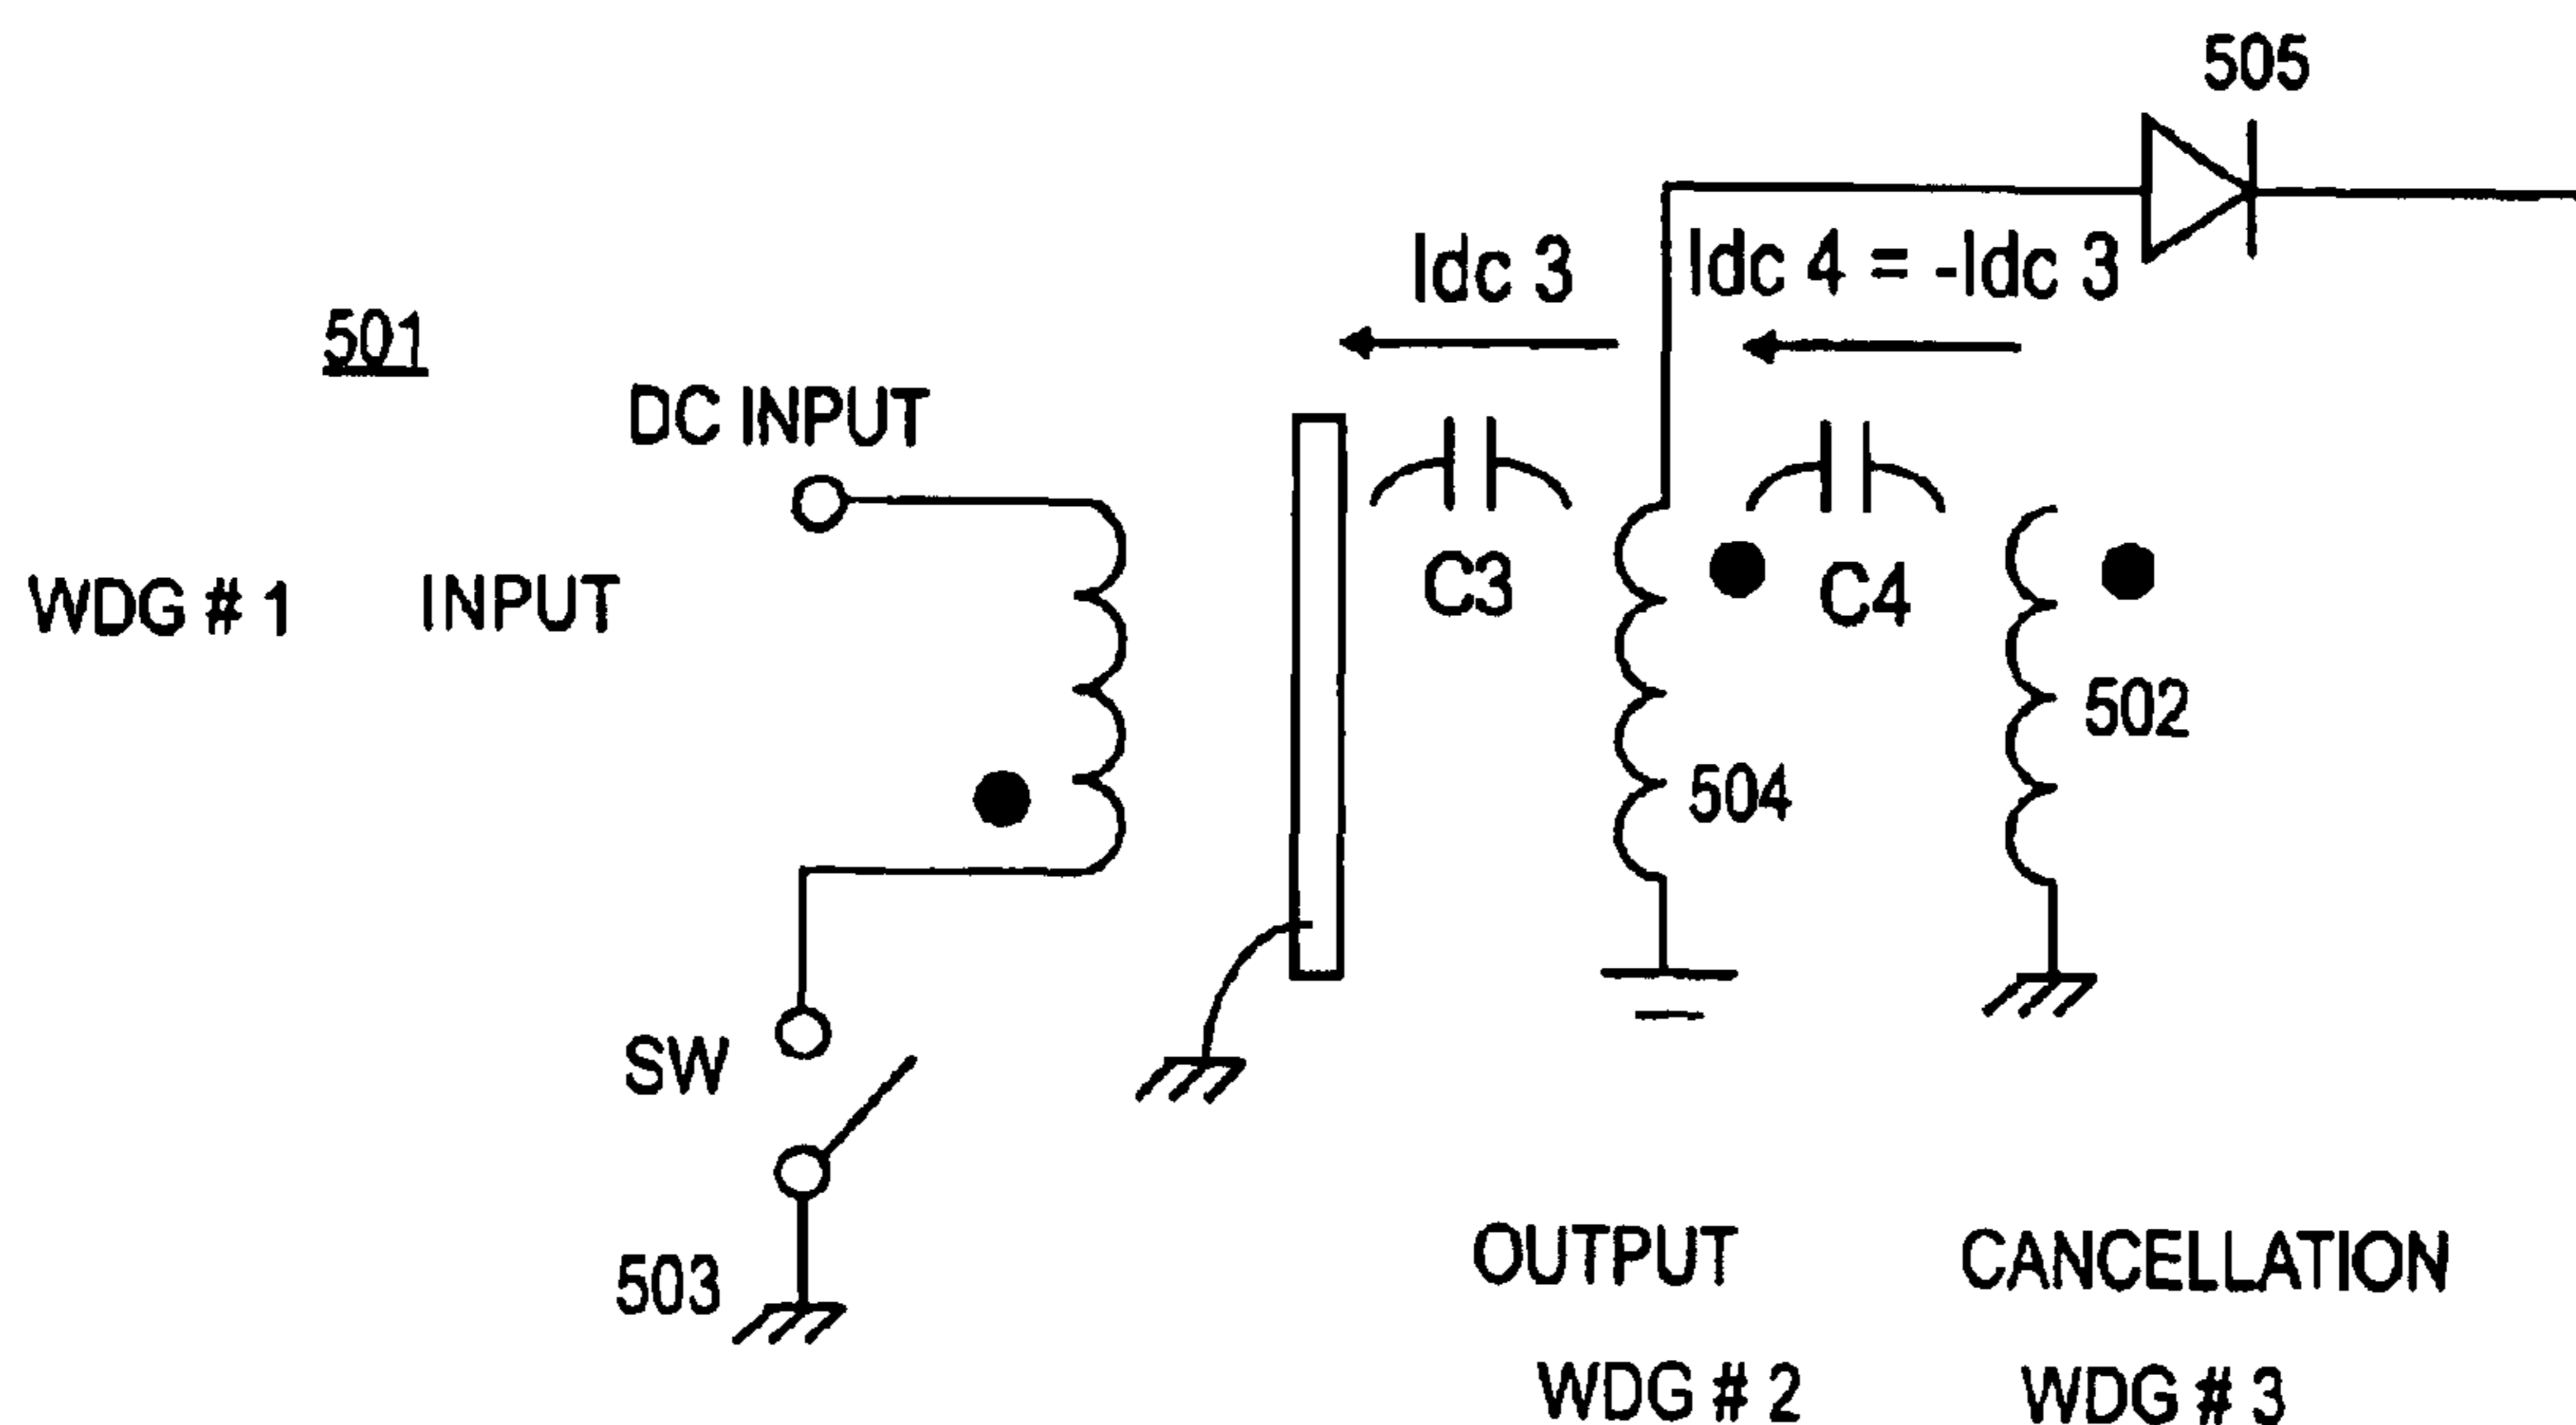 505
Idc 3
Idc 4 = -Idc 3
501
DC INPUT
WDG # 1 INPUT
C3
C4
502
504
SW
503
OUTPUT
WDG # 2
CANCELLATION
WDG # 3